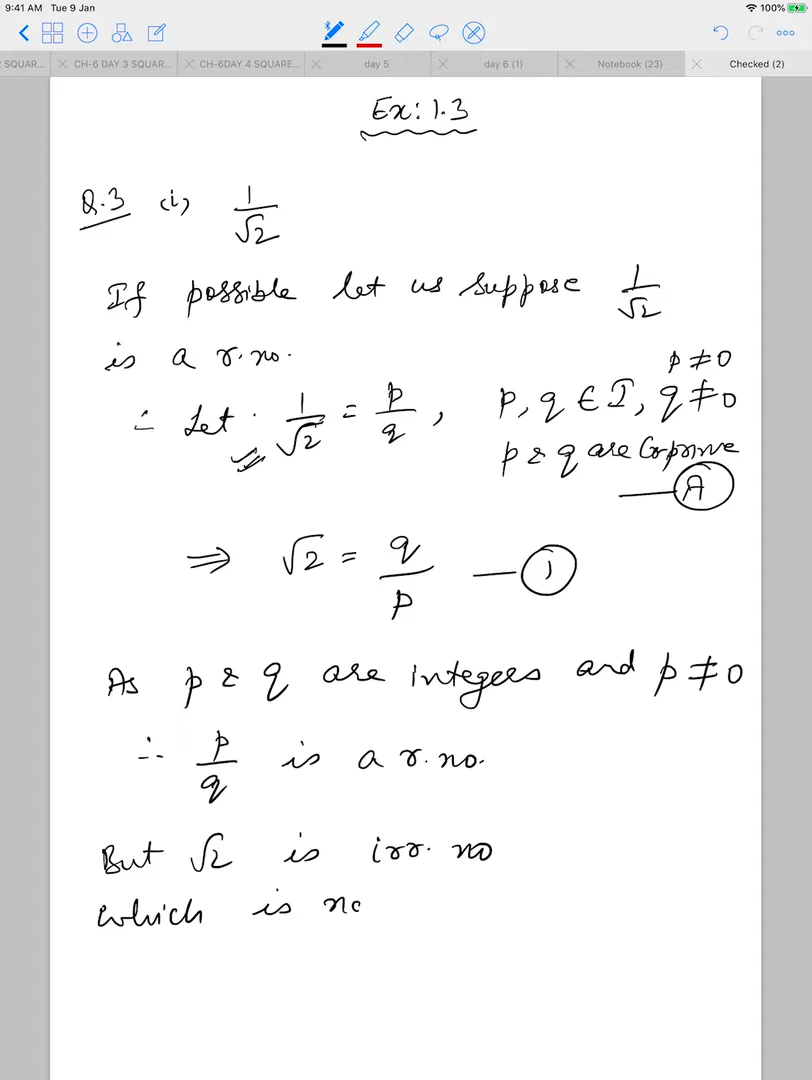 9:41 AM Tue 9 Jan
100%
SQUAR...
CH-6 DAY 3 SQUAR...
CH-6DAY 4 SQUARE...
day 5
day 6 (1)
Notebook (23)
Checked (2)
Ex: 1.3
Q.3 (i) 1/√2
If possible let us suppose 1/√2
is a r. no.
p ≠ 0
∴ Let 1/√2 = p/q , p, q ∈ I, q ≠ 0
p & q are Coprime
— A
⇒ √2 = q/p — 1
As p & q are integers and p ≠ 0
∴ p/q is a r. no.
But √2 is irr. no
which is no